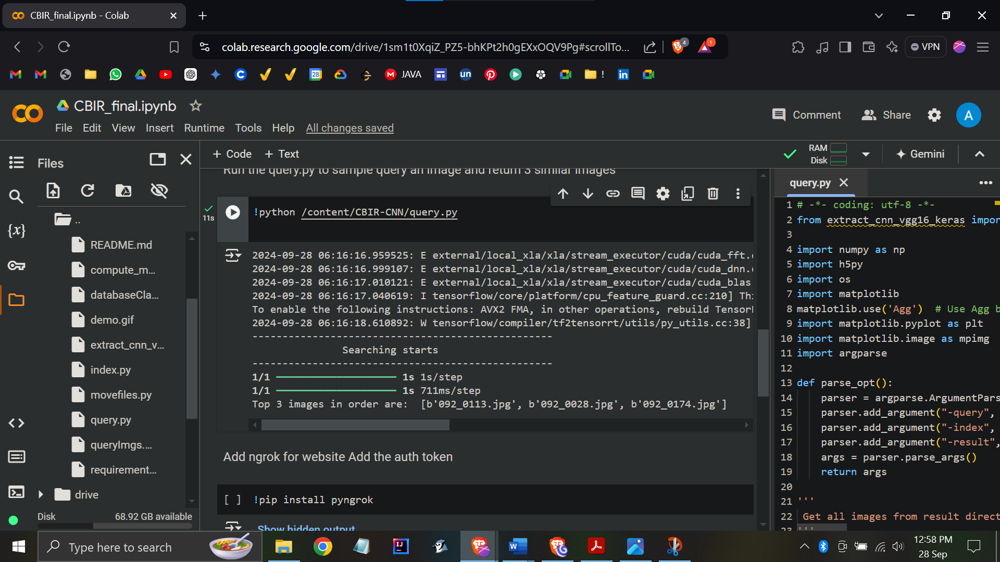 CBIR_final.ipynb - Colab
colab.research.google.com/drive/1sm1t0XqiZ_PZ5-bhKPt2h0gEXxOQV9Pg#scrollTo...
4
1
VPN
28
JAVA
un
!
CBIR_final.ipynb
Comment
Share
A
File Edit View Insert Runtime Tools Help All changes saved
Files
+ Code + Text
RAM
Disk
Gemini
..
README.md
compute_m...
databaseCla...
demo.gif
extract_cnn_v...
index.py
movefiles.py
query.py
queryImgs....
requirement...
drive
Disk 68.92 GB available
Run the query.py to sample query an image and return 3 similar images
11s
!python /content/CBIR-CNN/query.py
2024-09-28 06:16:16.959525: E external/local_xla/xla/stream_executor/cuda/cuda_fft.
2024-09-28 06:16:16.999107: E external/local_xla/xla/stream_executor/cuda/cuda_dnn.
2024-09-28 06:16:17.010121: E external/local_xla/xla/stream_executor/cuda/cuda_blas
2024-09-28 06:16:17.040619: I tensorflow/core/platform/cpu_feature_guard.cc:210] Thi
To enable the following instructions: AVX2 FMA, in other operations, rebuild Tensor
2024-09-28 06:16:18.610892: W tensorflow/compiler/tf2tensorrt/utils/py_utils.cc:38]
--------------------------------------------------
Searching starts
--------------------------------------------------
1/1 ━━━━━━━━━━━━━━━━━━━━ 1s 1s/step
1/1 ━━━━━━━━━━━━━━━━━━━━ 1s 711ms/step
Top 3 images in order are:  [b'092_0113.jpg', b'092_0028.jpg', b'092_0174.jpg']
Add ngrok for website Add the auth token
[ ] !pip install pyngrok
Show hidden output
query.py
1 # -*- coding: utf-8 -*-
2 from extract_cnn_vgg16_keras impor
3
4 import numpy as np
5 import h5py
6 import os
7 import matplotlib
8 matplotlib.use('Agg')  # Use Agg b
9 import matplotlib.pyplot as plt
10 import matplotlib.image as mpimg
11 import argparse
12
13 def parse_opt():
14     parser = argparse.ArgumentPars
15     parser.add_argument("-query",
16     parser.add_argument("-index",
17     parser.add_argument("-result",
18     args = parser.parse_args()
19     return args
20
21 '''
22  Get all images from result direct
23 '''
Type here to search
12:58 PM
28 Sep